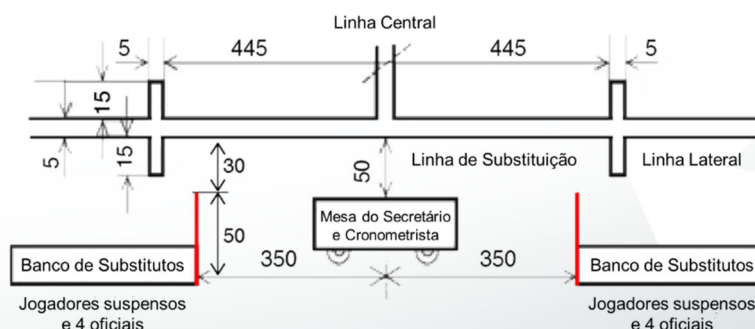 Linha Central
5
445
445
5
15
5
15
30
50
Linha de Substituição
Linha Lateral
50
Mesa do Secretário
e Cronometrista
Banco de Substitutos
350
350
Banco de Substitutos
Jogadores suspensos
e 4 oficiais
Jogadores suspensos
e 4 oficiais